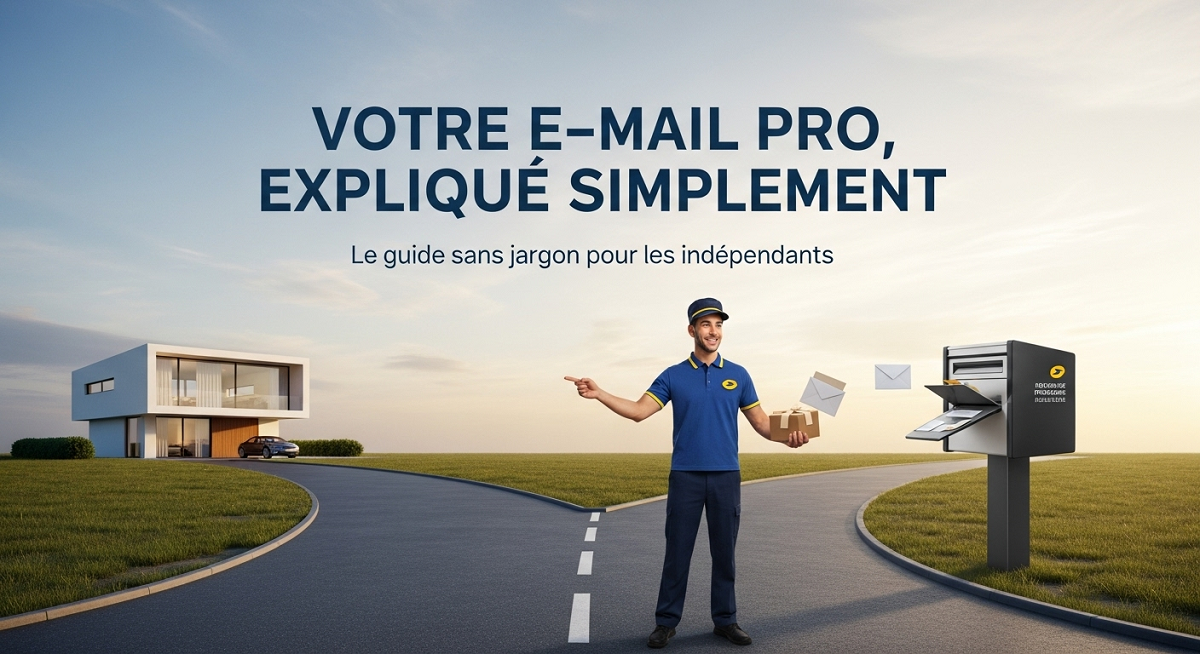 VOTRE E-MAIL PRO,
EXPLIQUÉ SIMPLEMENT
Le guide sans jargon pour les indépendants